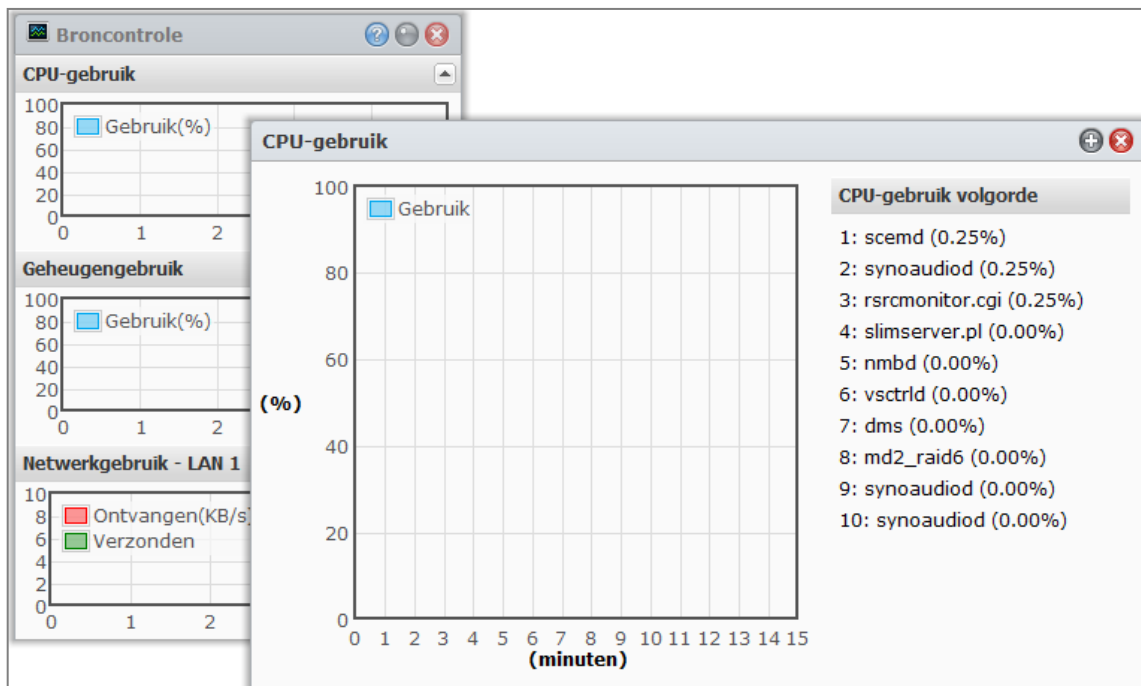 Broncontrole
CPU-gebruik
100
80
60
40
20
0
Gebruik(%)
0 1 2
Geheugengebruik
100
80
60
40
20
0
Gebruik(%)
0 1 2
Netwerkgebruik - LAN 1
10
8
6
4
2
0
Ontvangen(KB/s)
Verzonden
0 1 2
CPU-gebruik
100
80
60
40
20
0
(%)
Gebruik
0 1 2 3 4 5 6 7 8 9 10 11 12 13 14 15
(minuten)
CPU-gebruik volgorde
1: scemd (0.25%)
2: synoaudiod (0.25%)
3: rsrcmonitor.cgi (0.25%)
4: slimserver.pl (0.00%)
5: nmbd (0.00%)
6: vsctrld (0.00%)
7: dms (0.00%)
8: md2_raid6 (0.00%)
9: synoaudiod (0.00%)
10: synoaudiod (0.00%)